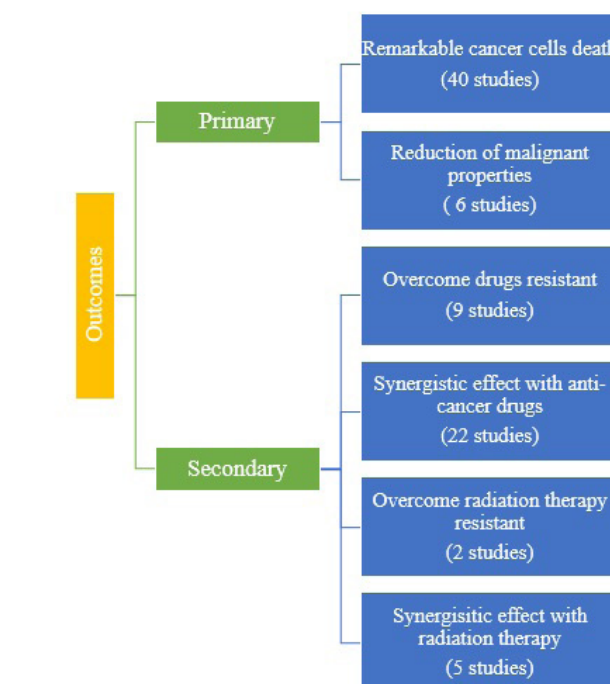 Outcomes
Primary
Remarkable cancer cells death
(40 studies)
Reduction of malignant
properties
( 6 studies)
Secondary
Overcome drugs resistant
(9 studies)
Synergistic effect with anti-
cancer drugs
(22 studies)
Overcome radiation therapy
resistant
(2 studies)
Synergisitic effect with
radiation therapy
(5 studies)